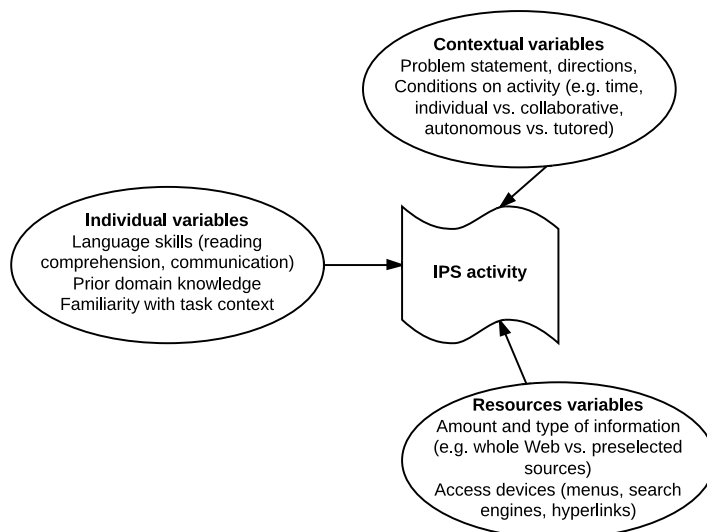 Contextual variables
Problem statement, directions,
Conditions on activity (e.g. time,
individual vs. collaborative,
autonomous vs. tutored)
Individual variables
Language skills (reading
comprehension, communication)
Prior domain knowledge
Familiarity with task context
IPS activity
Resources variables
Amount and type of information
(e.g. whole Web vs. preselected
sources)
Access devices (menus, search
engines, hyperlinks)